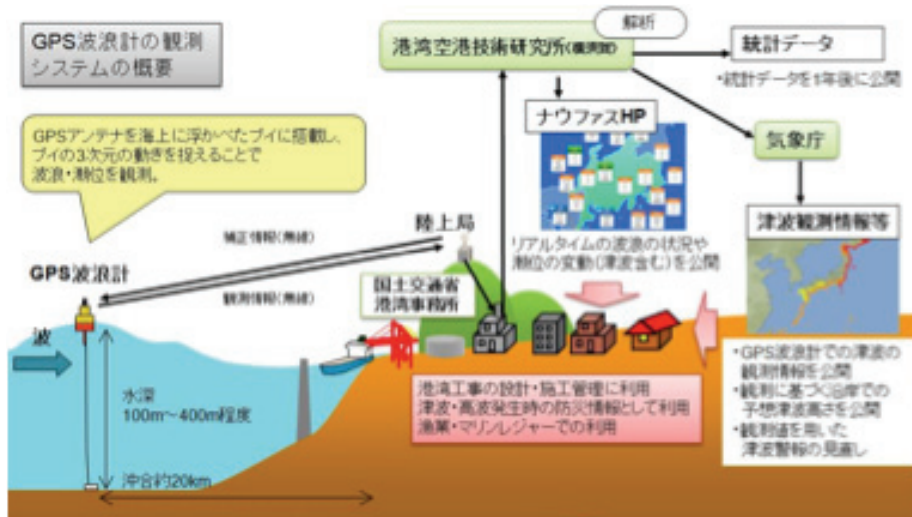 GPS波浪計の観測
システムの概要
解析
港湾空港技術研究所(横須賀)
統計データ
・統計データを1年後に公開
ナウファスHP
気象庁
GPSアンテナを海上に浮かべたブイに搭載し、
ブイの3次元の動きを捉えることで
波浪・潮位を観測。
陸上局
補正情報(無線)
津波観測情報等
リアルタイムの波浪の状況や
潮位の変動(津波含む)を公開
GPS波浪計
観測情報(無線)
国土交通省
港湾事務所
波
水深
100m～400m程度
沖合約20km
港湾工事の設計・施工管理に利用
津波・高波発生時の防災情報として利用
漁業・マリンレジャーでの利用
・GPS波浪計での津波の
観測情報を公開
・観測に基づく沿岸での
予想津波高さを公開
・観測値を用いた
津波警報の見直し